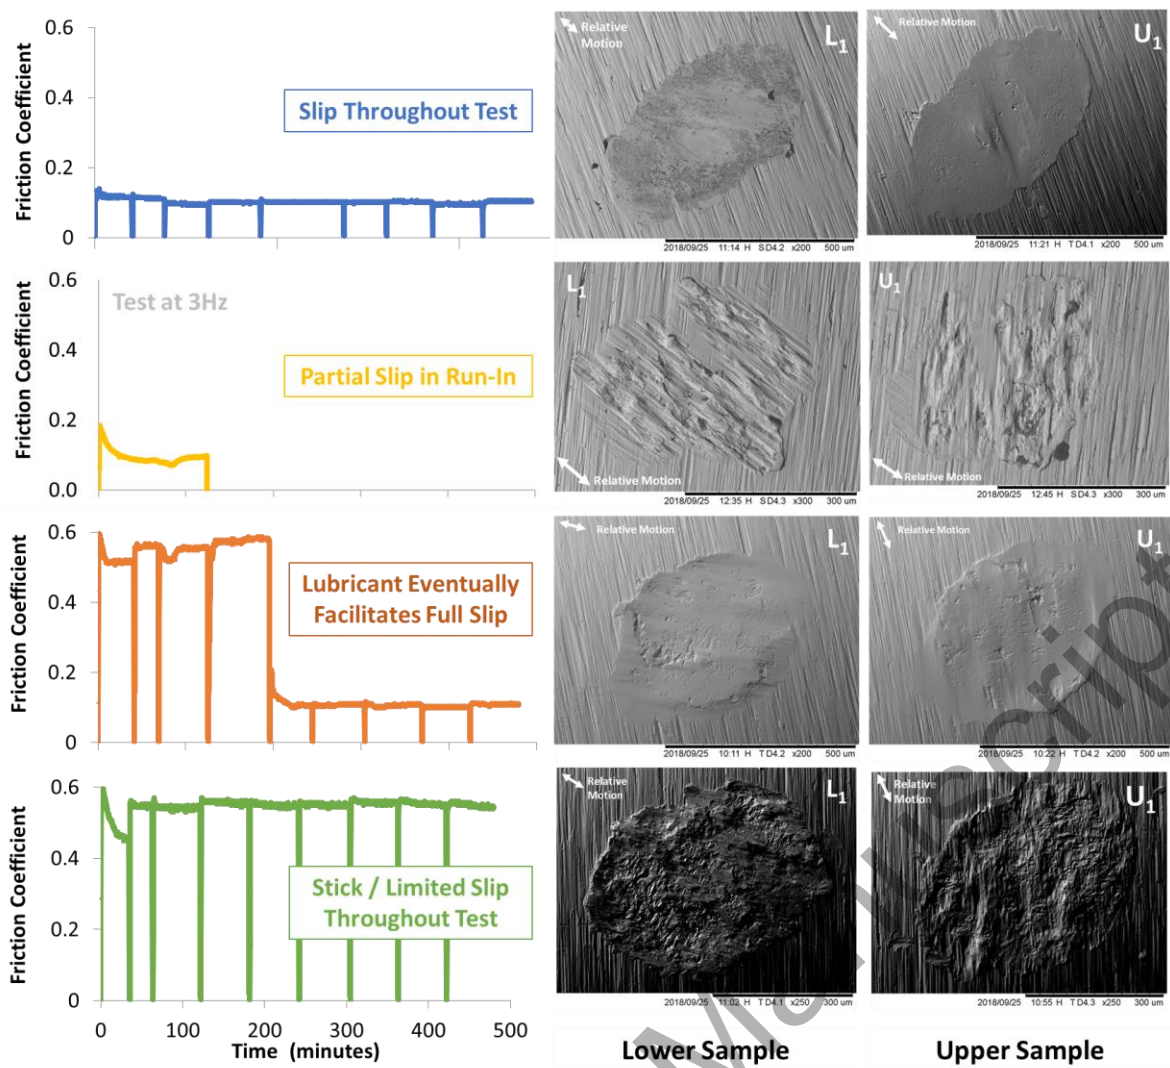 0.6
0.4
0.2
0
Friction Coefficient
Slip Throughout Test
Relative
Motion
L1
2018/09/25 11:14 H SD4.2 x200 500 um
Relative
Motion
U1
2018/09/25 11:21 H TD4.1 x200 500 um
0.6
0.4
0.2
0.0
Friction Coefficient
Test at 3Hz
Partial Slip in Run-In
L1
Relative Motion
2018/09/25 12:35 H SD4.3 x300 300 um
U1
Relative Motion
2018/09/25 12:45 H SD4.3 x300 300 um
0.6
0.4
0.2
0
Friction Coefficient
Lubricant Eventually
Facilitates Full Slip
Relative Motion
L1
2018/09/25 10:11 H TD4.2 x200 500 um
Relative Motion
U1
2018/09/25 10:22 H TD4.2 x200 500 um
0.6
0.4
0.2
0
Friction Coefficient
Stick / Limited Slip
Throughout Test
0 100 200 300 400 500
Time (minutes)
Relative
Motion
L1
2018/09/25 11:02 H TD4.1 x250 300 um
Relative
Motion
U1
2018/09/25 10:55 H TD4.3 x250 300 um
Lower Sample
Upper Sample
Manuscript